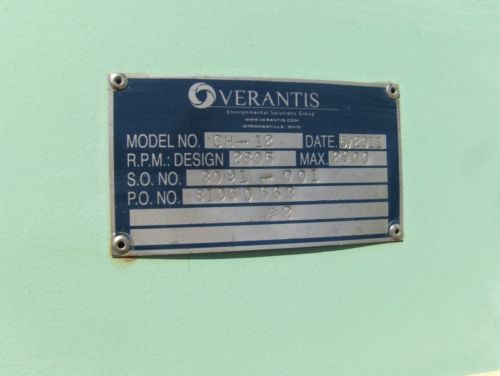 VERANTIS
Environmental Solutions Group
WWW.VERANTIS.COM
STRONGSVILLE, OHIO
MODEL NO. CH-12 DATE. 5/2011
R.P.M.: DESIGN 2805 MAX. 2900
S.O. NO. 3091-001
P.O. NO.
#2